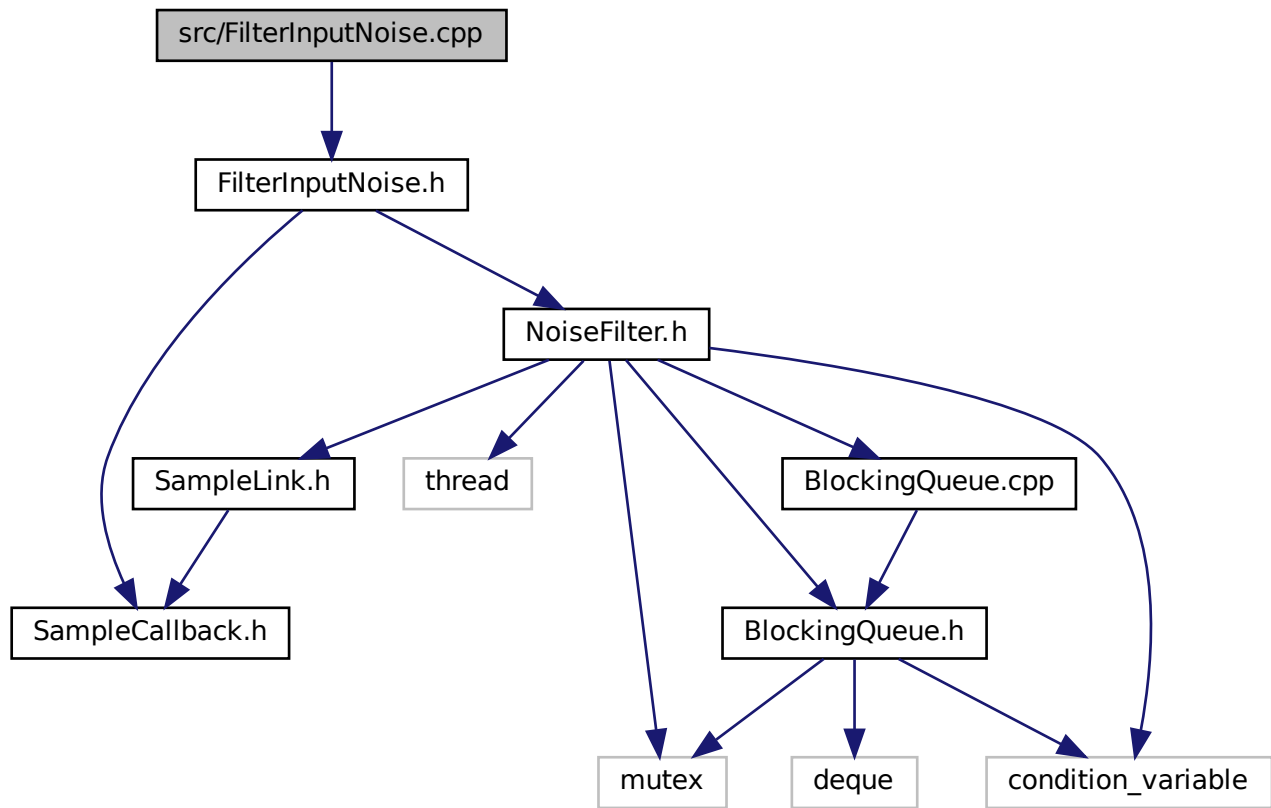 src/FilterInputNoise.cpp
FilterInputNoise.h
NoiseFilter.h
SampleLink.h
thread
BlockingQueue.cpp
SampleCallback.h
BlockingQueue.h
mutex
deque
condition_variable